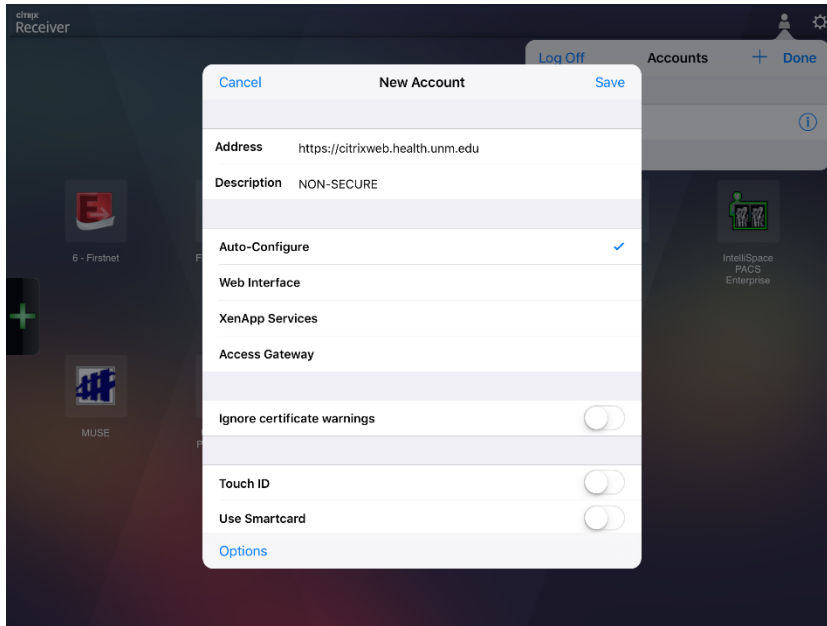 citrix
Receiver
Log Off
Accounts
+
Done
Cancel
New Account
Save
Address
https://citrixweb.health.unm.edu
Description
NON-SECURE
Auto-Configure
Web Interface
XenApp Services
Access Gateway
Ignore certificate warnings
Touch ID
Use Smartcard
Options
6 - Firstnet
F
IntelliSpace
PACS
Enterprise
MUSE
P